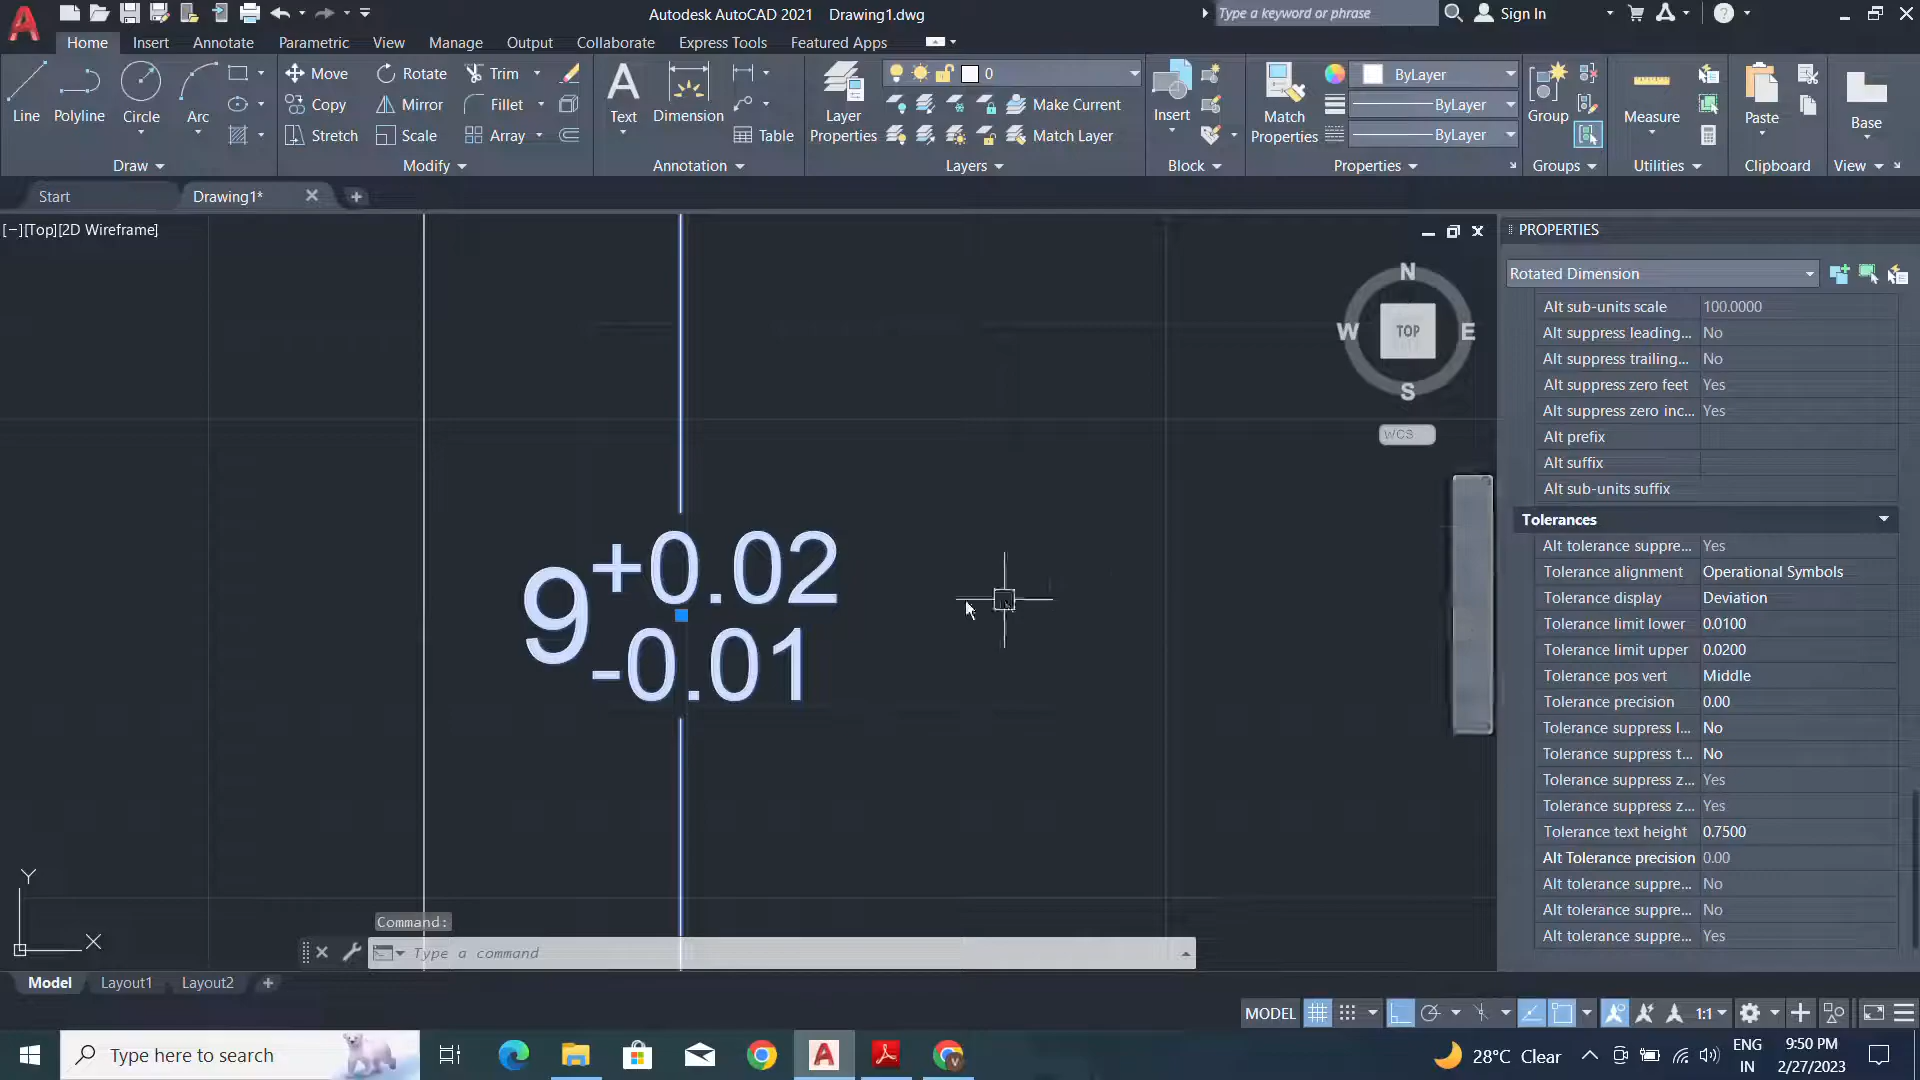 Autodesk AutoCAD 2021 Drawing1.dwg
Type a keyword or phrase
Sign In
Home Insert Annotate Parametric View Manage Output Collaborate Express Tools Featured Apps
Line Polyline Circle Arc
Move Rotate Trim
Copy Mirror Fillet
Stretch Scale Array
Text Dimension Table
Layer Properties
0
Make Current
Match Layer
Insert
Match Properties
ByLayer
ByLayer
ByLayer
Group
Measure
Paste
Base
Draw Modify Annotation Layers Block Properties Groups Utilities Clipboard View
Start Drawing1*
[−][Top][2D Wireframe]
N
W TOP E
S
WCS
9
+0.02
-0.01
Y
X
PROPERTIES
Rotated Dimension
Alt sub-units scale 100.0000
Alt suppress leading... No
Alt suppress trailing... No
Alt suppress zero feet Yes
Alt suppress zero inc... Yes
Alt prefix
Alt suffix
Alt sub-units suffix
Tolerances
Alt tolerance suppre... Yes
Tolerance alignment Operational Symbols
Tolerance display Deviation
Tolerance limit lower 0.0100
Tolerance limit upper 0.0200
Tolerance pos vert Middle
Tolerance precision 0.00
Tolerance suppress l... No
Tolerance suppress t... No
Tolerance suppress z... Yes
Tolerance suppress z... Yes
Tolerance text height 0.7500
Alt Tolerance precision 0.00
Alt tolerance suppre... No
Alt tolerance suppre... No
Alt tolerance suppre... Yes
Command:
Type a command
Model Layout1 Layout2
MODEL 1:1
Type here to search
28°C Clear
ENG
IN
9:50 PM
2/27/2023